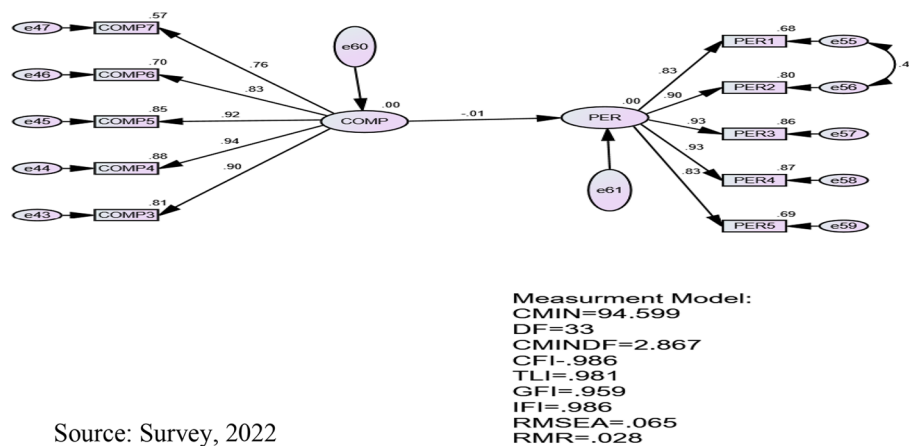 .57
e47 COMP7
.68
PER1 e55
e60
.70
e46 COMP6
.76
.83
.80
.4
.83
.90
PER2 e56
.85
e45 COMP5
.92
.00
COMP
-.01
.00
PER
.93
.86
PER3 e57
.88
e44 COMP4
.94
.90
.93
.83
.87
PER4 e58
.81
e43 COMP3
e61
.69
PER5 e59
Measurment Model:
CMIN=94.599
DF=33
CMINDF=2.867
CFI-.986
TLI=.981
GFI=.959
IFI=.986
RMSEA=.065
RMR=.028
Source: Survey, 2022